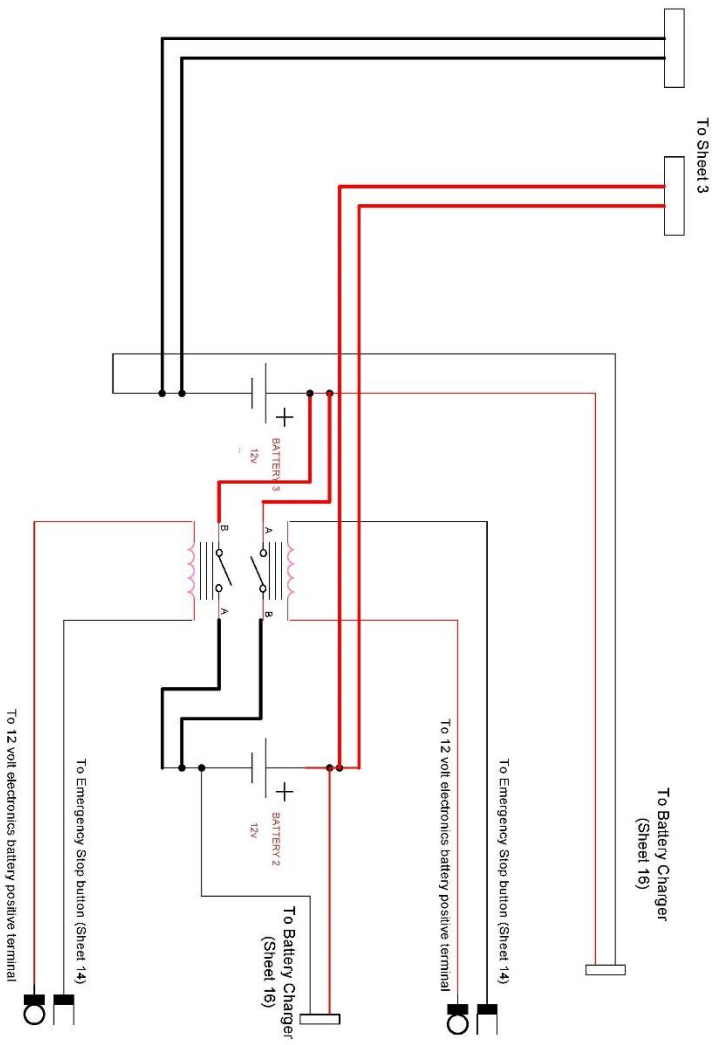 To Sheet 3
+
BATTERY 3
12v
B
A
A
B
+
BATTERY 2
12v
To Battery Charger
(Sheet 16)
To Emergency Stop button (Sheet 14)
To 12 volt electronics battery positive terminal
To Battery Charger
(Sheet 16)
To Emergency Stop button (Sheet 14)
To 12 volt electronics battery positive terminal